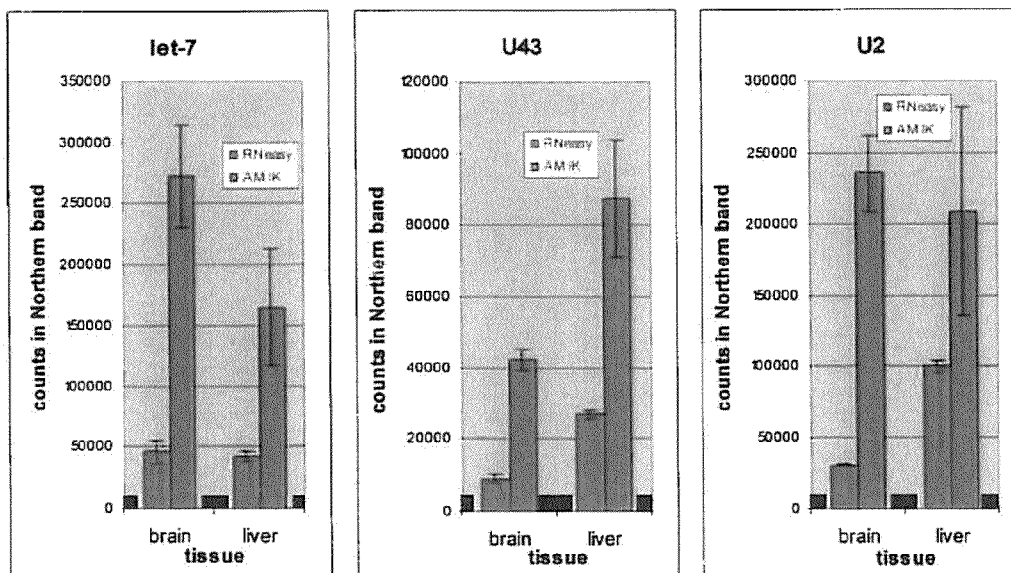 let-7
350000
300000
250000
200000
150000
100000
50000
0
counts in Northern band
RNeasy
brain
liver
tissue
U43
120000
100000
80000
60000
40000
20000
0
counts in Northern band
RNeasy
brain
liver
tissue
U2
300000
250000
200000
150000
100000
50000
0
counts in Northern band
RNeasy
brain
liver
tissue